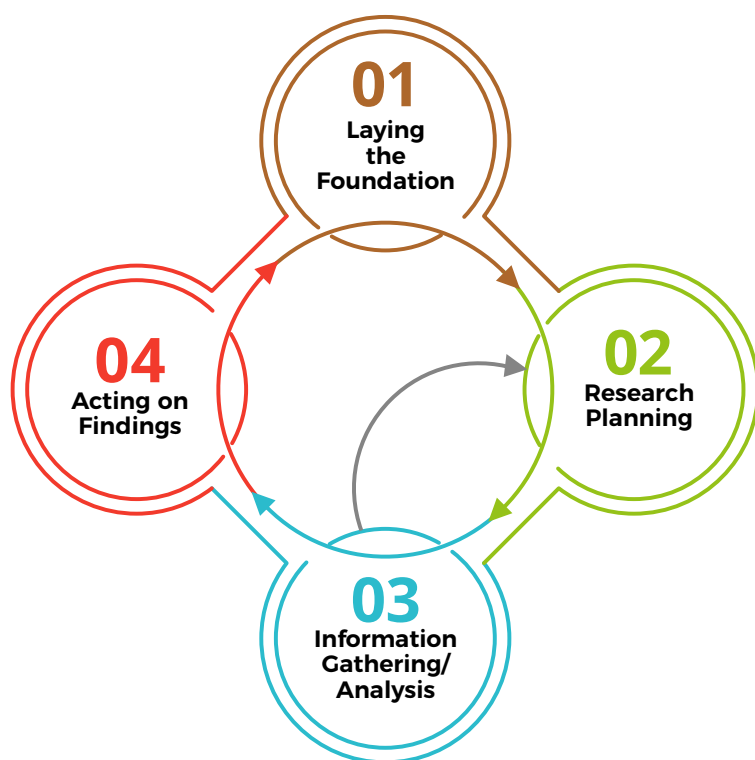 01
Laying
the
Foundation
02
Research
Planning
03
Information
Gathering/
Analysis
04
Acting on
Findings